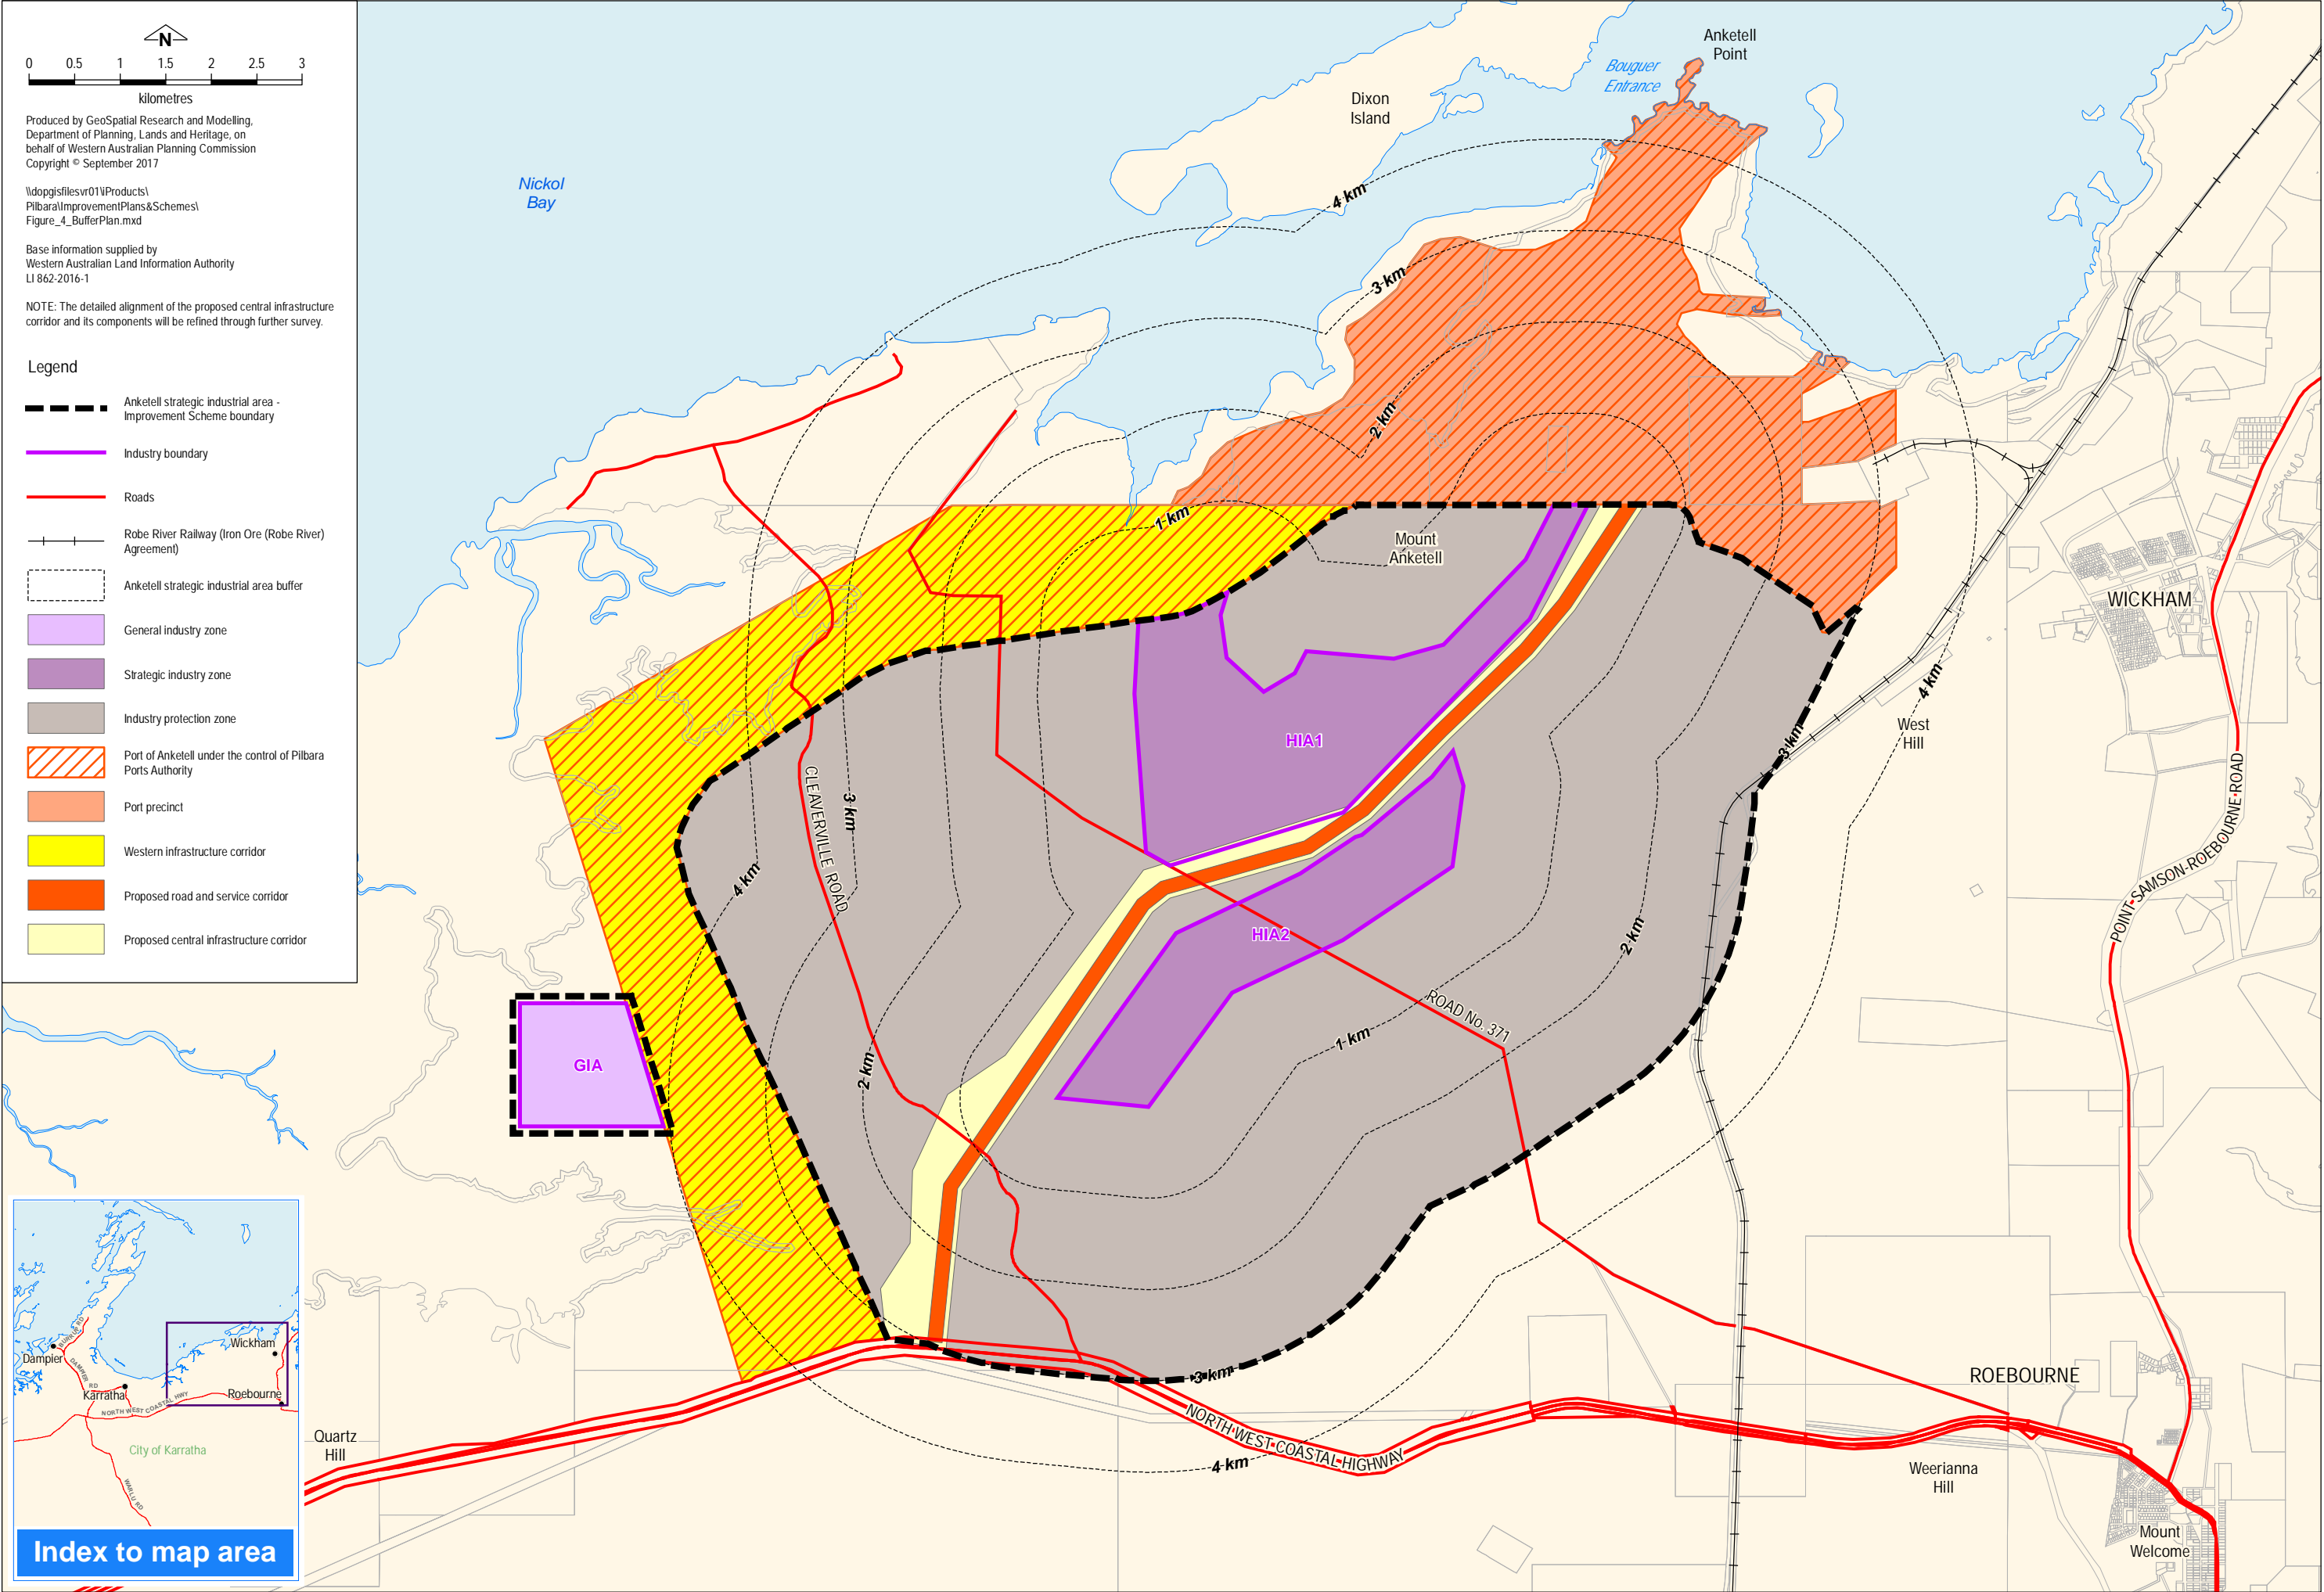 N
0 0.5 1 1.5 2 2.5 3
kilometres
Produced by GeoSpatial Research and Modelling,
Department of Planning, Lands and Heritage, on
behalf of Western Australian Planning Commission
Copyright © September 2017
\\dopgisfilesvr01\iProducts\
Pilbara\ImprovementPlans&Schemes\
Figure_4_BufferPlan.mxd
Base information supplied by
Western Australian Land Information Authority
LI 862-2016-1
NOTE: The detailed alignment of the proposed central infrastructure
corridor and its components will be refined through further survey.
Legend
Anketell strategic industrial area -
Improvement Scheme boundary
Industry boundary
Roads
Robe River Railway (Iron Ore (Robe River)
Agreement)
Anketell strategic industrial area buffer
General industry zone
Strategic industry zone
Industry protection zone
Port of Anketell under the control of Pilbara
Ports Authority
Port precinct
Western infrastructure corridor
Proposed road and service corridor
Proposed central infrastructure corridor
Anketell
Point
Bouguer
Entrance
Dixon
Island
Nickol
Bay
4 km
3 km
2 km
1 km
Mount
Anketell
WICKHAM
4 km
West
Hill
3 km
HIA1
POINT SAMSON-ROEBOURNE ROAD
CLEAVERVILLE ROAD
3 km
4 km
HIA2
2 km
ROAD No. 371
1 km
2 km
GIA
3 km
ROEBOURNE
NORTH WEST COASTAL HIGHWAY
4 km
Quartz
Hill
Weerianna
Hill
Mount
Welcome
BURRUP RD
Wickham
Dampier
DAMPIER RD
Karratha
Roebourne
NORTH WEST COASTAL HWY
City of Karratha
WARLU RD
Index to map area